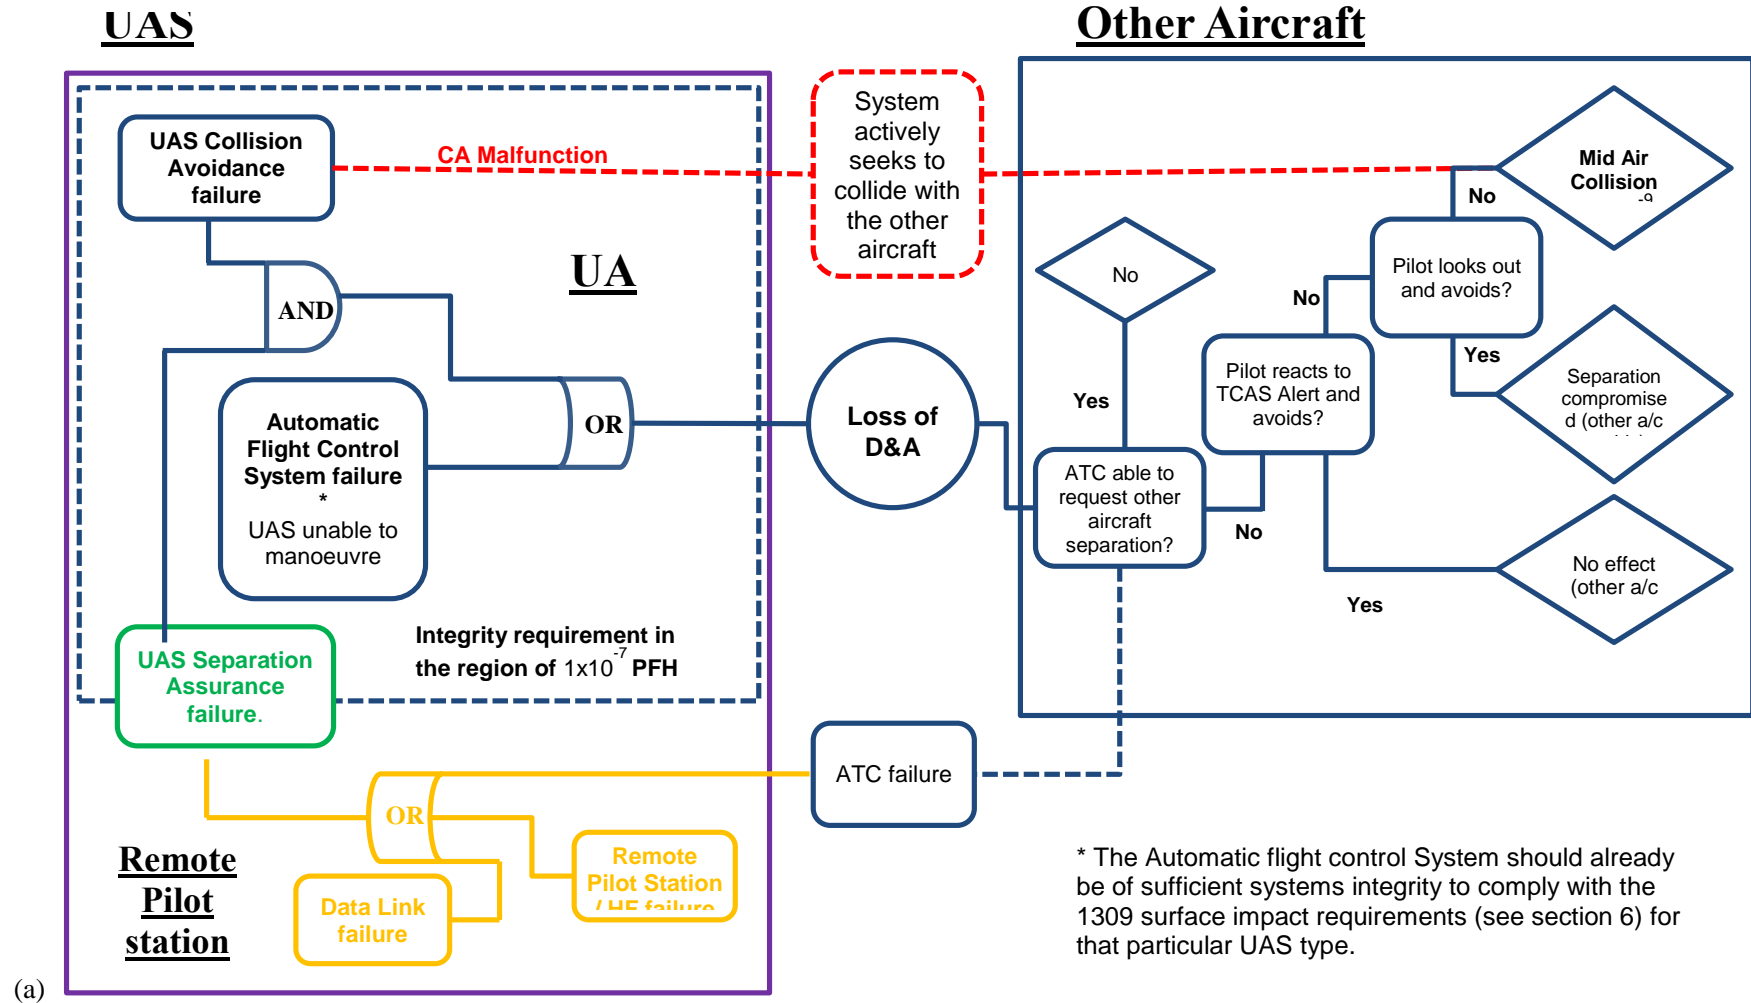 UAS
Other Aircraft
UAS Collision
Avoidance
failure
CA Malfunction
System
actively
seeks to
collide with
the other
aircraft
Mid Air
Collision
-9
No
No
UA
AND
Pilot looks out
and avoids?
No
Yes
Automatic
Flight Control
System failure
*
UAS unable to
manoeuvre
OR
Loss of
D&A
Yes
Pilot reacts to
TCAS Alert and
avoids?
Separation
compromise
d (other a/c
ATC able to
request other
aircraft
separation?
No
No effect
(other a/c
Yes
Integrity requirement in
the region of 1x10-7 PFH
UAS Separation
Assurance
failure.
ATC failure
OR
Remote
Pilot Station
/ HF failure
Data Link
failure
Remote
Pilot
station
* The Automatic flight control System should already
be of sufficient systems integrity to comply with the
1309 surface impact requirements (see section 6) for
that particular UAS type.
(a)